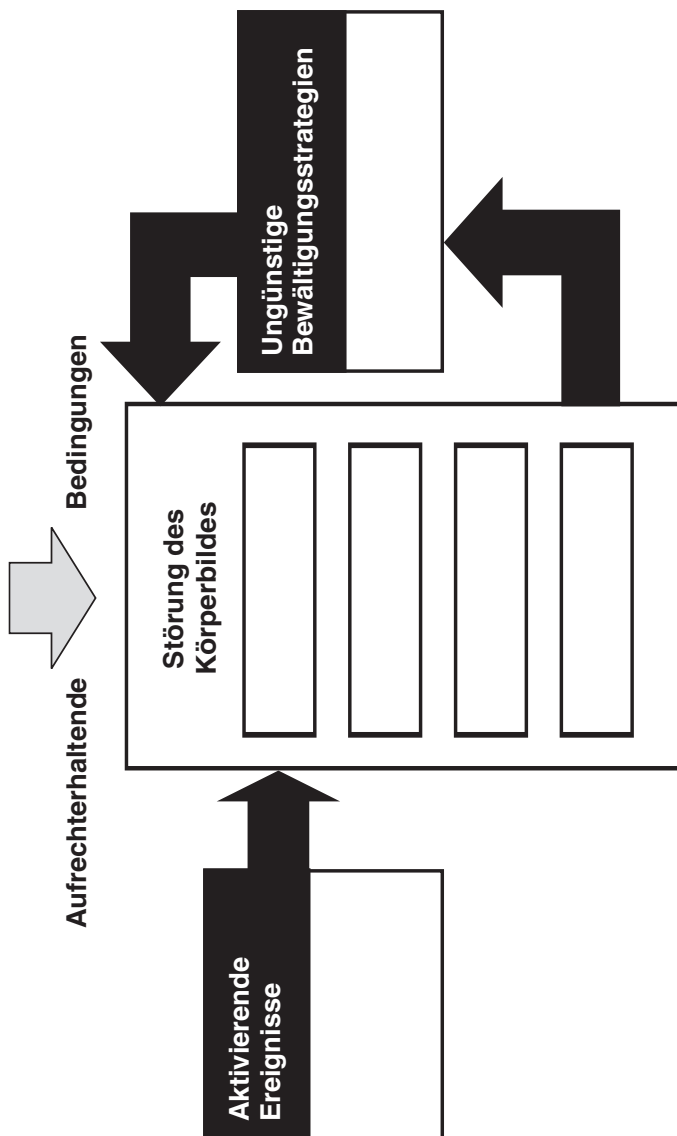 Aufrechterhaltende Bedingungen
Aktivierende
Ereignisse
Störung des
Körperbildes
Ungünstige
Bewältigungsstrategien